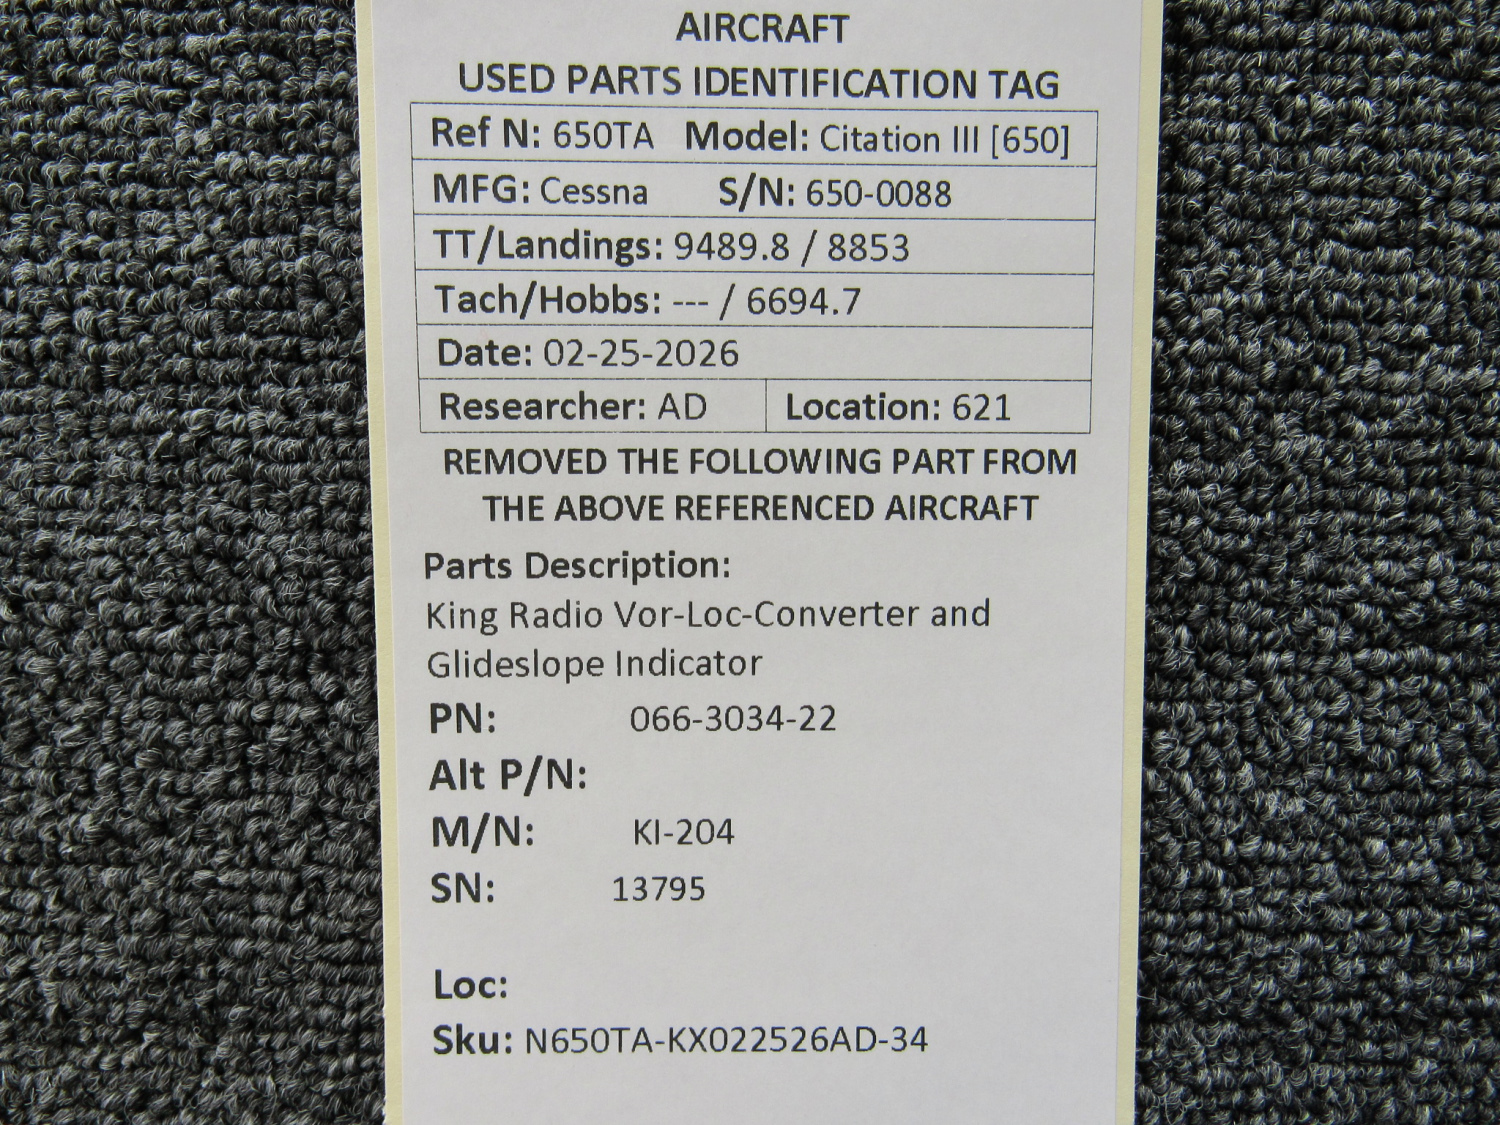 AIRCRAFT
USED PARTS IDENTIFICATION TAG
Ref N: 650TA Model: Citation III [650]
MFG: Cessna S/N: 650-0088
TT/Landings: 9489.8 / 8853
Tach/Hobbs: --- / 6694.7
Date: 02-25-2026
Researcher: AD Location: 621
REMOVED THE FOLLOWING PART FROM
THE ABOVE REFERENCED AIRCRAFT
Parts Description:
King Radio Vor-Loc-Converter and
Glideslope Indicator
PN: 066-3034-22
Alt P/N:
M/N: KI-204
SN: 13795
Loc:
Sku: N650TA-KX022526AD-34